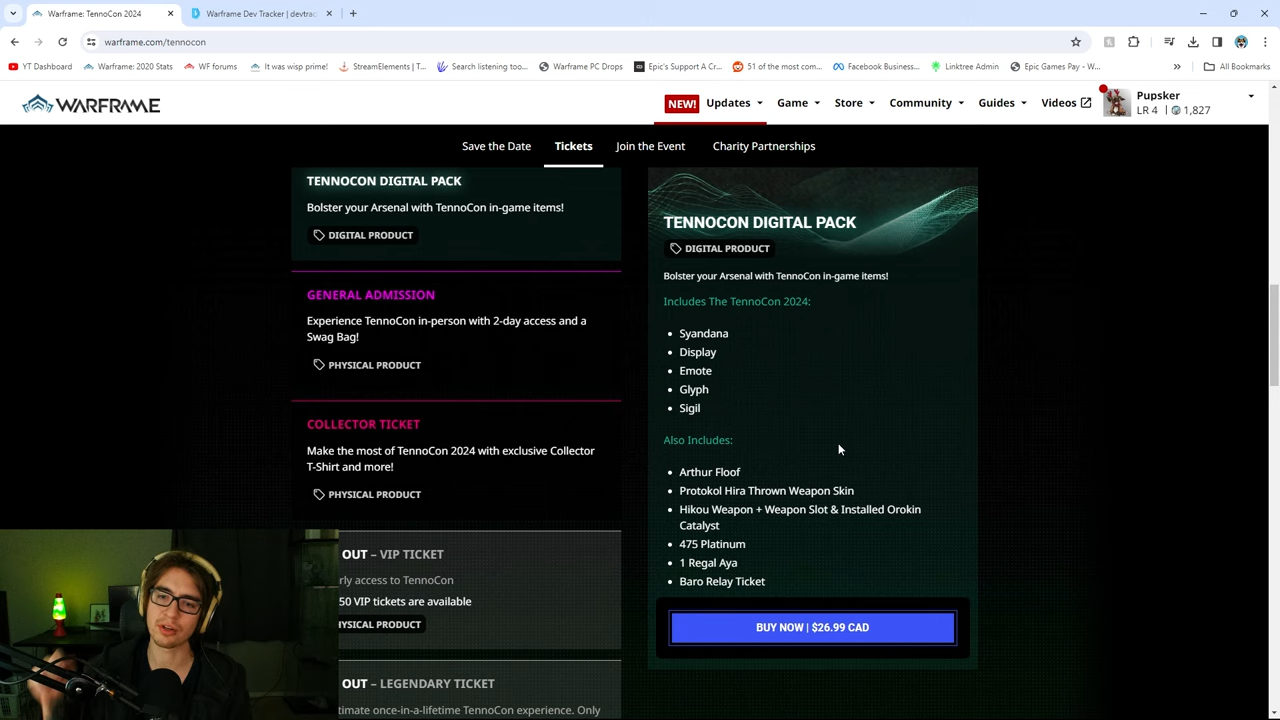 Warframe: TennoCon 2024
Warframe Dev Tracker | devtrac
warframe.com/tennocon
YT Dashboard
Warframe: 2020 Stats
WF forums
It was wisp prime!
StreamElements | T...
Search listening too...
Warframe PC Drops
Epic's Support A Cr...
51 of the most com...
Facebook Business...
Linktree Admin
Epic Games Pay - W...
All Bookmarks
WARFRAME
NEW!
Updates
Game
Store
Community
Guides
Videos
Pupsker
LR 4 | 1,827
Save the Date
Tickets
Join the Event
Charity Partnerships
TENNOCON DIGITAL PACK
Bolster your Arsenal with TennoCon in-game items!
DIGITAL PRODUCT
GENERAL ADMISSION
Experience TennoCon in-person with 2-day access and a
Swag Bag!
PHYSICAL PRODUCT
COLLECTOR TICKET
Make the most of TennoCon 2024 with exclusive Collector
T-Shirt and more!
PHYSICAL PRODUCT
OUT – VIP TICKET
rly access to TennoCon
50 VIP tickets are available
HYSICAL PRODUCT
OUT – LEGENDARY TICKET
timate once-in-a-lifetime TennoCon experience. Only
TENNOCON DIGITAL PACK
DIGITAL PRODUCT
Bolster your Arsenal with TennoCon in-game items!
Includes The TennoCon 2024:
• Syandana
• Display
• Emote
• Glyph
• Sigil
Also Includes:
• Arthur Floof
• Protokol Hira Thrown Weapon Skin
• Hikou Weapon + Weapon Slot & Installed Orokin
Catalyst
• 475 Platinum
• 1 Regal Aya
• Baro Relay Ticket
BUY NOW | $26.99 CAD